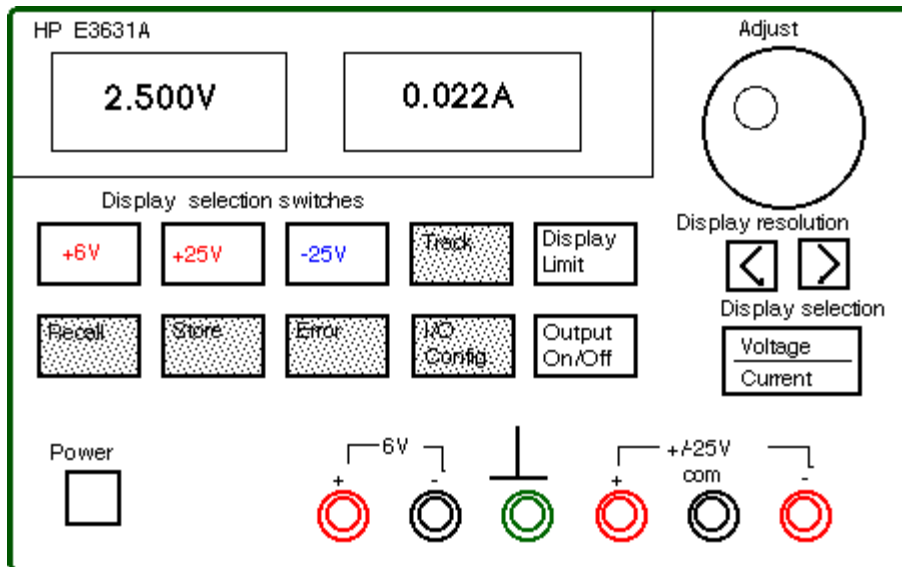 HP E3631A
Adjust
2.500V 0.022A
Display selection switches
Display resolution
+6V +25V -25V Track Display
Limit
Display selection
Recall Store Error I/O
Config Output
On/Off
Voltage
Current
Power
6V +/-25V
+ - + com -